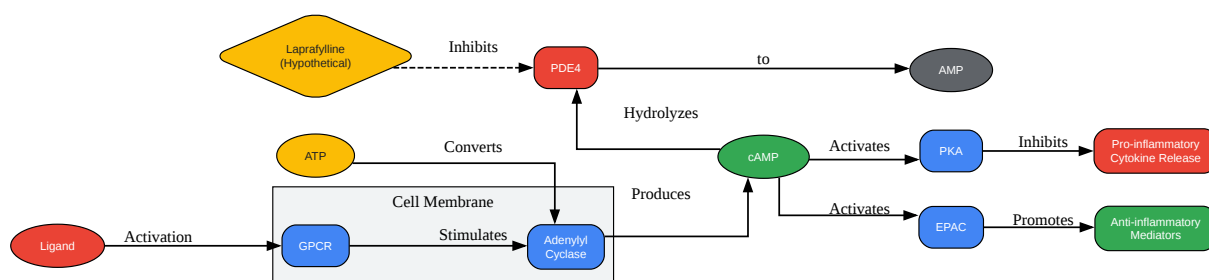 Laprafylline
(Hypothetical)
Inhibits
PDE4
to
AMP
Hydrolyzes
ATP
Converts
cAMP
Activates
PKA
Inhibits
Pro-inflammatory
Cytokine Release
Cell Membrane
Produces
Activates
EPAC
Promotes
Anti-inflammatory
Mediators
Ligand
Activation
GPCR
Stimulates
Adenylyl
Cyclase